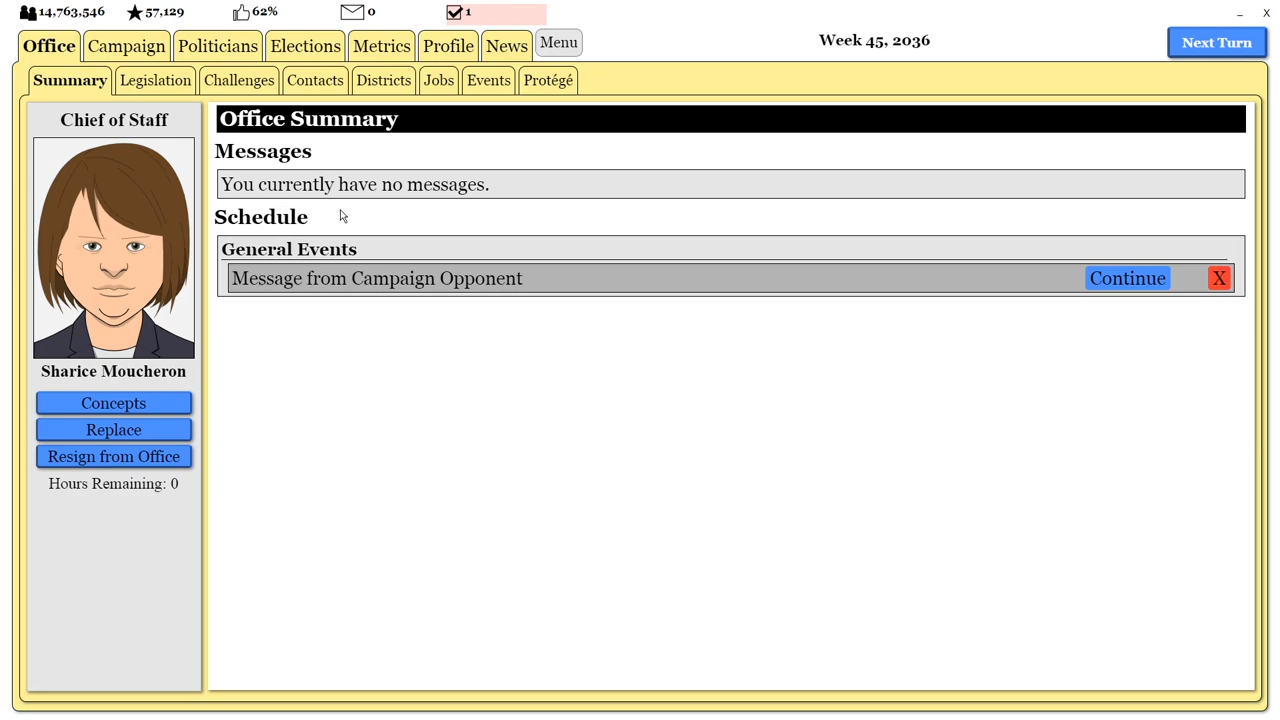 14,763,546 57,129 62% 0 1
_ X
Office Campaign Politicians Elections Metrics Profile News Menu
Week 45, 2036
Next Turn
Summary Legislation Challenges Contacts Districts Jobs Events Protégé
Chief of Staff
Sharice Moucheron
Concepts
Replace
Resign from Office
Hours Remaining: 0
Office Summary
Messages
You currently have no messages.
Schedule
General Events
Message from Campaign Opponent Continue X